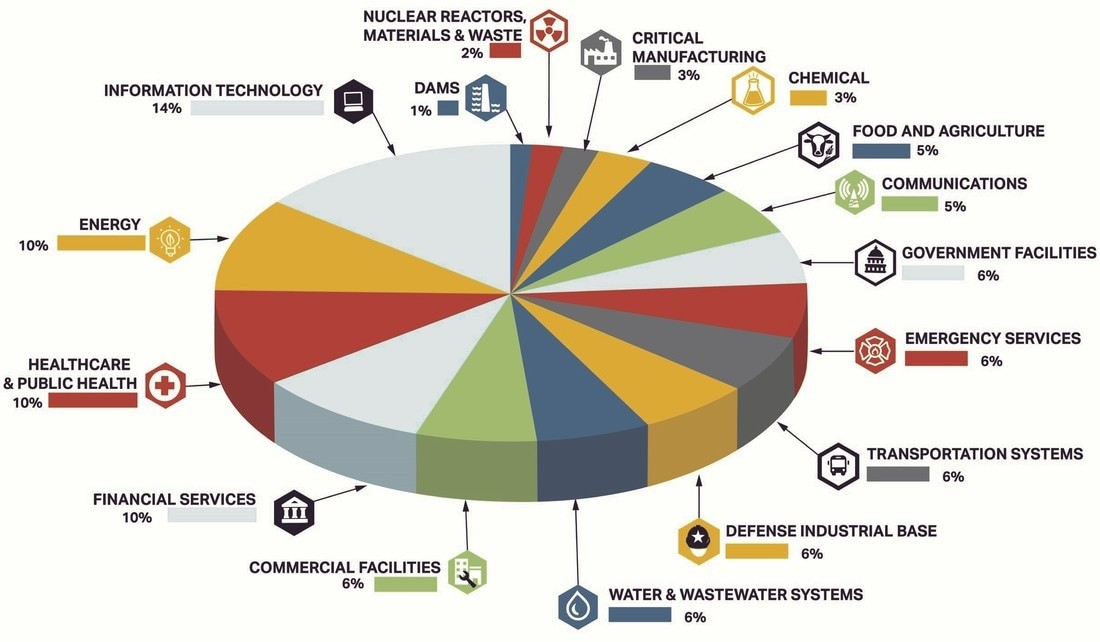 NUCLEAR REACTORS,
MATERIALS & WASTE
2%
CRITICAL
MANUFACTURING
3%
CHEMICAL
3%
FOOD AND AGRICULTURE
5%
COMMUNICATIONS
5%
GOVERNMENT FACILITIES
6%
EMERGENCY SERVICES
6%
TRANSPORTATION SYSTEMS
6%
DEFENSE INDUSTRIAL BASE
6%
WATER & WASTEWATER SYSTEMS
6%
COMMERCIAL FACILITIES
6%
FINANCIAL SERVICES
10%
HEALTHCARE
& PUBLIC HEALTH
10%
ENERGY
10%
INFORMATION TECHNOLOGY
14%
DAMS
1%